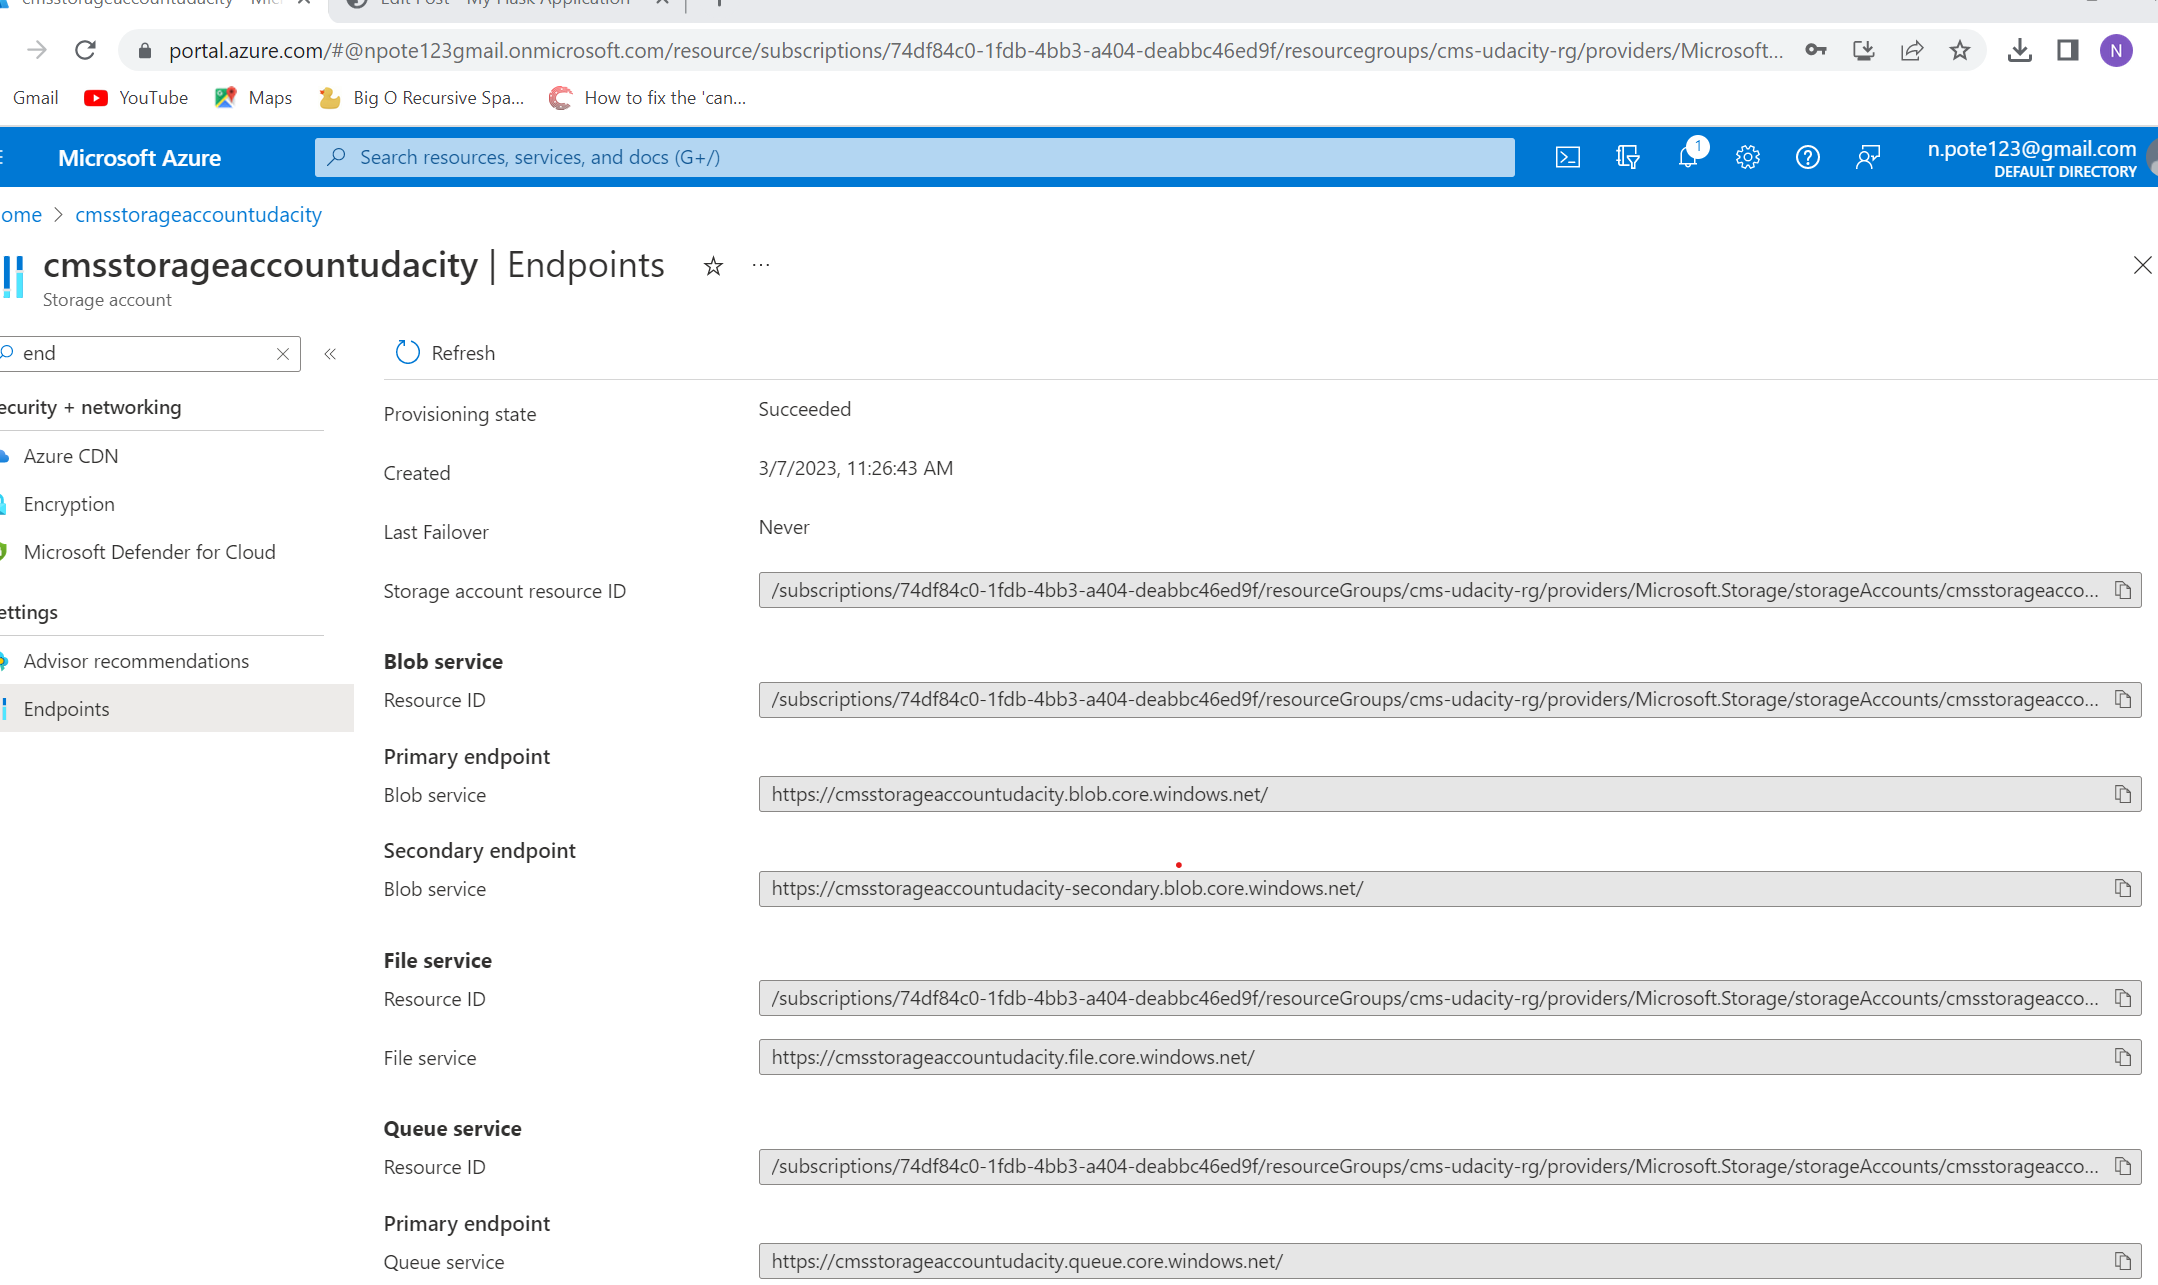 cmsstorageaccountudacity - Micr
Edit Post - My Flask Application
portal.azure.com/#@npote123gmail.onmicrosoft.com/resource/subscriptions/74df84c0-1fdb-4bb3-a404-deabbc46ed9f/resourcegroups/cms-udacity-rg/providers/Microsoft...
N
Gmail YouTube Maps Big O Recursive Spa... How to fix the 'can...
Microsoft Azure
Search resources, services, and docs (G+/)
1
n.pote123@gmail.com
DEFAULT DIRECTORY
ome > cmsstorageaccountudacity
cmsstorageaccountudacity | Endpoints
Storage account
end
Refresh
ecurity + networking
Azure CDN
Encryption
Microsoft Defender for Cloud
ettings
Advisor recommendations
Endpoints
Provisioning state Succeeded
Created 3/7/2023, 11:26:43 AM
Last Failover Never
Storage account resource ID /subscriptions/74df84c0-1fdb-4bb3-a404-deabbc46ed9f/resourceGroups/cms-udacity-rg/providers/Microsoft.Storage/storageAccounts/cmsstorageacco...
Blob service
Resource ID /subscriptions/74df84c0-1fdb-4bb3-a404-deabbc46ed9f/resourceGroups/cms-udacity-rg/providers/Microsoft.Storage/storageAccounts/cmsstorageacco...
Primary endpoint
Blob service https://cmsstorageaccountudacity.blob.core.windows.net/
Secondary endpoint
Blob service https://cmsstorageaccountudacity-secondary.blob.core.windows.net/
File service
Resource ID /subscriptions/74df84c0-1fdb-4bb3-a404-deabbc46ed9f/resourceGroups/cms-udacity-rg/providers/Microsoft.Storage/storageAccounts/cmsstorageacco...
File service https://cmsstorageaccountudacity.file.core.windows.net/
Queue service
Resource ID /subscriptions/74df84c0-1fdb-4bb3-a404-deabbc46ed9f/resourceGroups/cms-udacity-rg/providers/Microsoft.Storage/storageAccounts/cmsstorageacco...
Primary endpoint
Queue service https://cmsstorageaccountudacity.queue.core.windows.net/